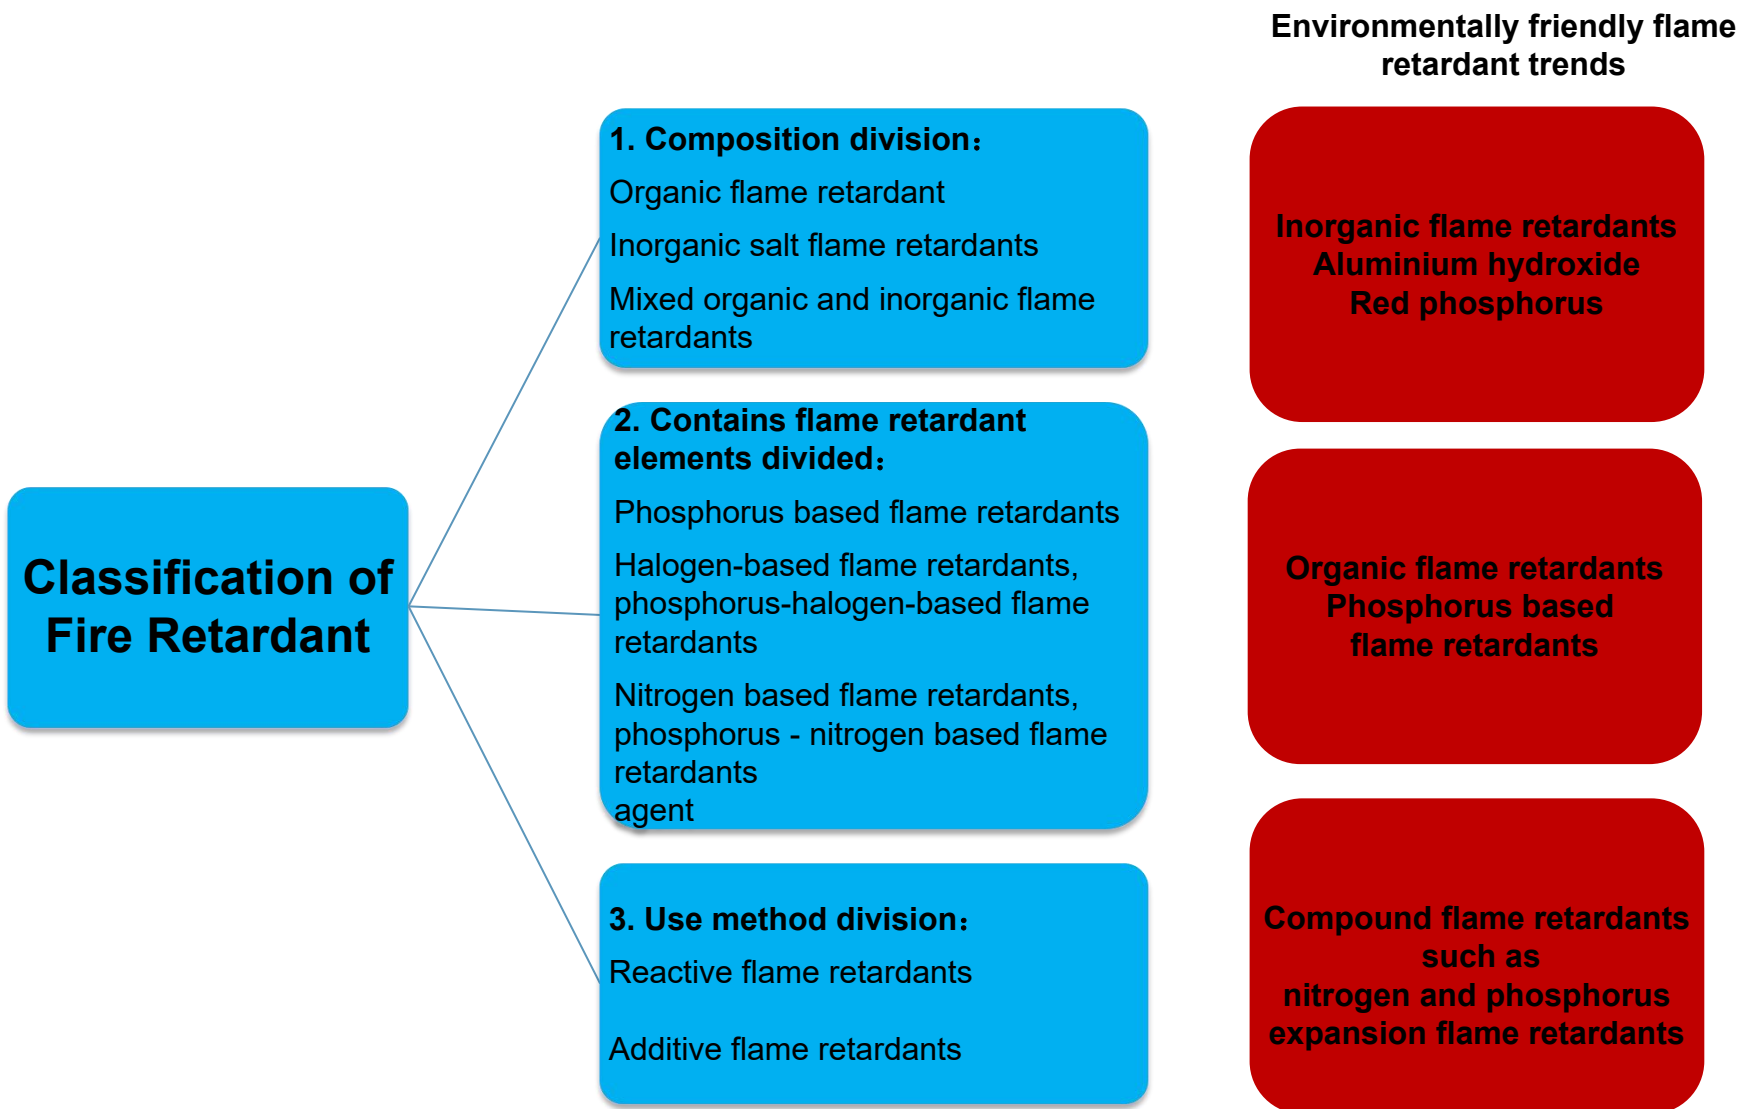 Environmentally friendly flame
retardant trends
Classification of
Fire Retardant
1. Composition division：
Organic flame retardant
Inorganic salt flame retardants
Mixed organic and inorganic flame
retardants
2. Contains flame retardant
elements divided：
Phosphorus based flame retardants
Halogen-based flame retardants,
phosphorus-halogen-based flame
retardants
Nitrogen based flame retardants,
phosphorus - nitrogen based flame
retardants
agent
3. Use method division：
Reactive flame retardants
Additive flame retardants
Inorganic flame retardants
Aluminium hydroxide
Red phosphorus
Organic flame retardants
Phosphorus based
flame retardants
Compound flame retardants
such as
nitrogen and phosphorus
expansion flame retardants